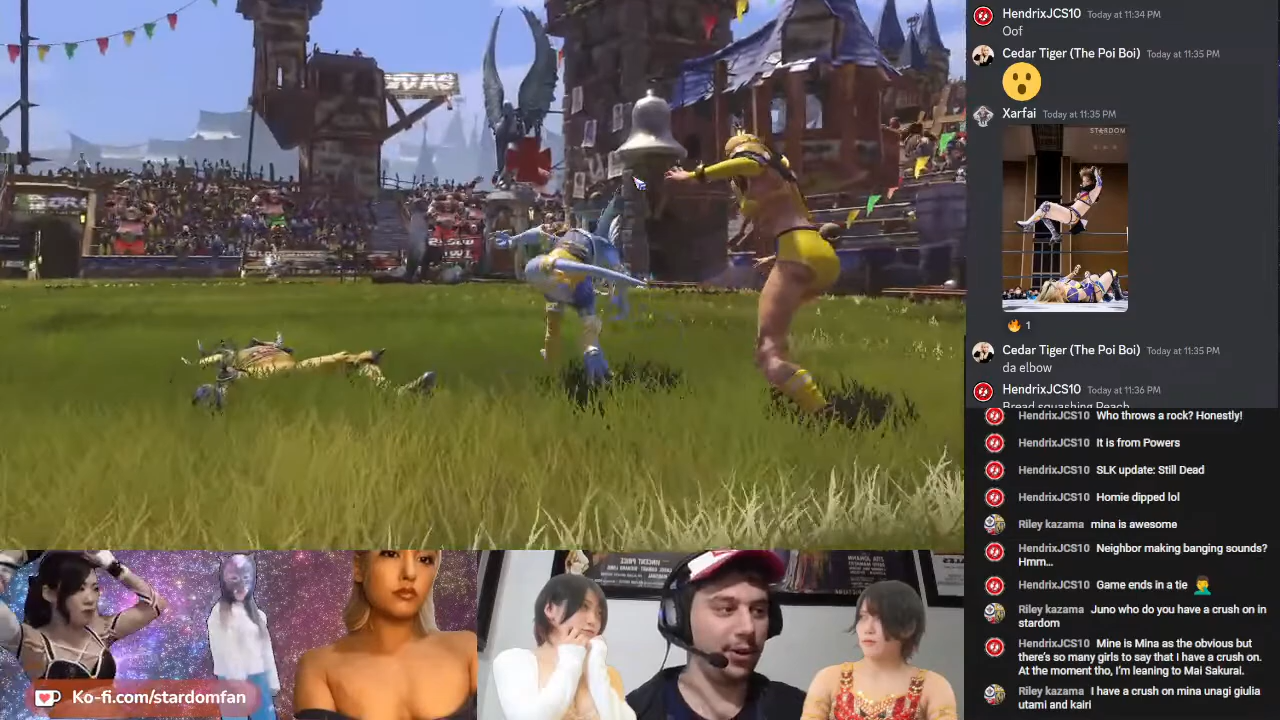 HendrixJCS10 Today at 11:34 PM
Oof
Cedar Tiger (The Poi Boi) Today at 11:35 PM
Xarfai Today at 11:35 PM
STARDOM
1
Cedar Tiger (The Poi Boi) Today at 11:35 PM
da elbow
HendrixJCS10 Today at 11:36 PM
Bread squashing Peach
HendrixJCS10 Who throws a rock? Honestly!
HendrixJCS10 It is from Powers
HendrixJCS10 SLK update: Still Dead
HendrixJCS10 Homie dipped lol
Riley kazama mina is awesome
HendrixJCS10 Neighbor making banging sounds?
Hmm...
HendrixJCS10 Game ends in a tie
Riley kazama Juno who do you have a crush on in
stardom
HendrixJCS10 Mine is Mina as the obvious but
there's so many girls to say that I have a crush on.
At the moment tho, I'm leaning to Mai Sakurai.
Riley kazama I have a crush on mina unagi giulia
utami and kairi
Ko-fi.com/stardomfan